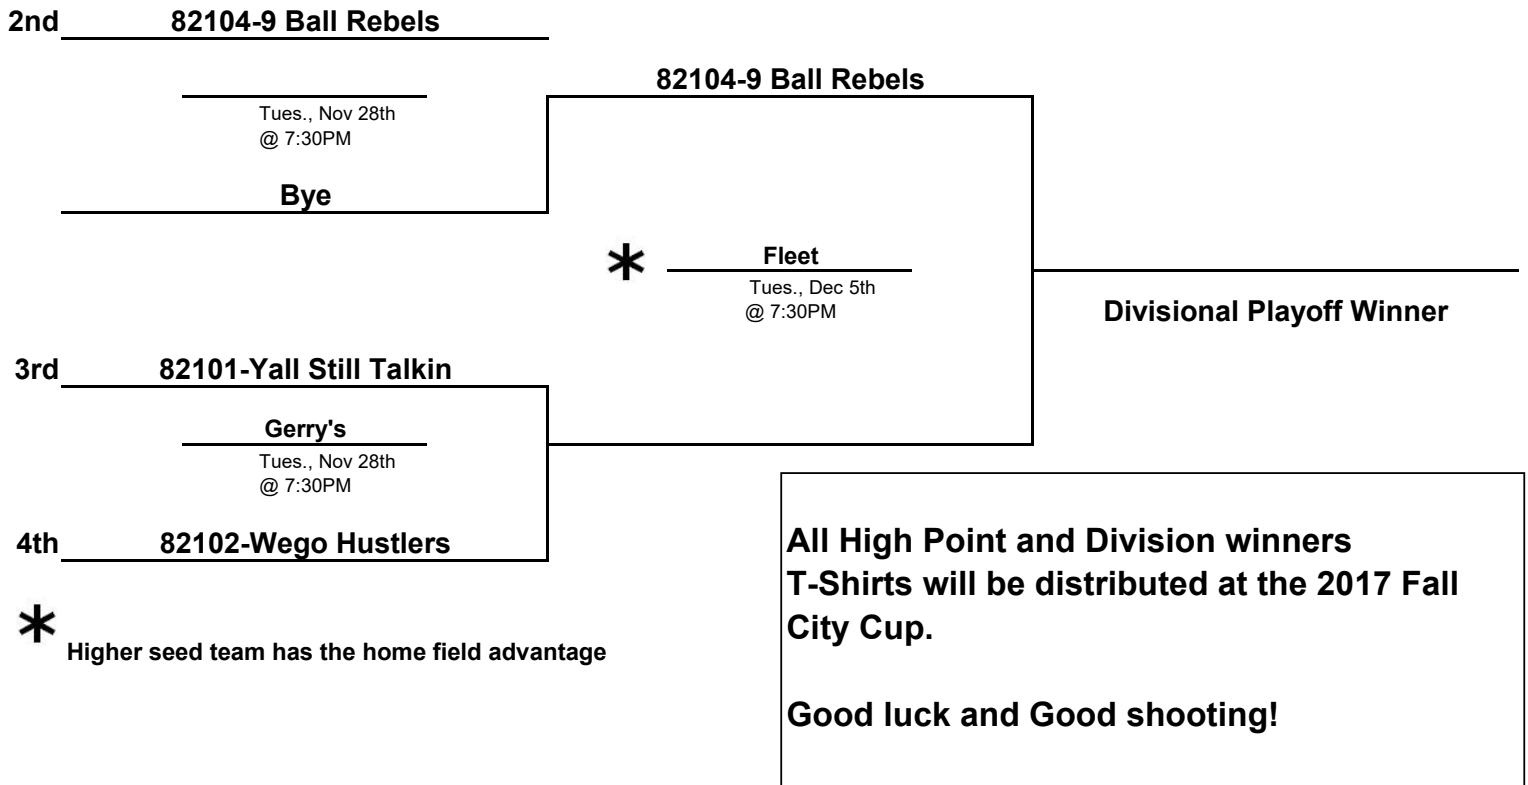 2nd 82104-9 Ball Rebels
82104-9 Ball Rebels
Tues., Nov 28th
@ 7:30PM
Bye
* Fleet
Tues., Dec 5th
@ 7:30PM
Divisional Playoff Winner
3rd 82101-Yall Still Talkin
Gerry's
Tues., Nov 28th
@ 7:30PM
4th 82102-Wego Hustlers
* Higher seed team has the home field advantage
All High Point and Division winners
T-Shirts will be distributed at the 2017 Fall
City Cup.
Good luck and Good shooting!